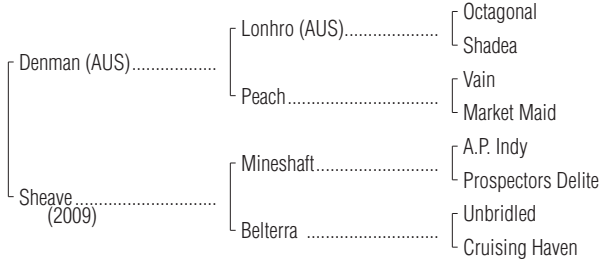 Octagonal
Lonhro (AUS)..........................
Shadea
Denman (AUS).......................
Vain
Peach..........................................
Market Maid
A.P. Indy
Mineshaft...................................
Prospectors Delite
Sheave.......................................
(2009)
Unbridled
Belterra ....................................
Cruising Haven